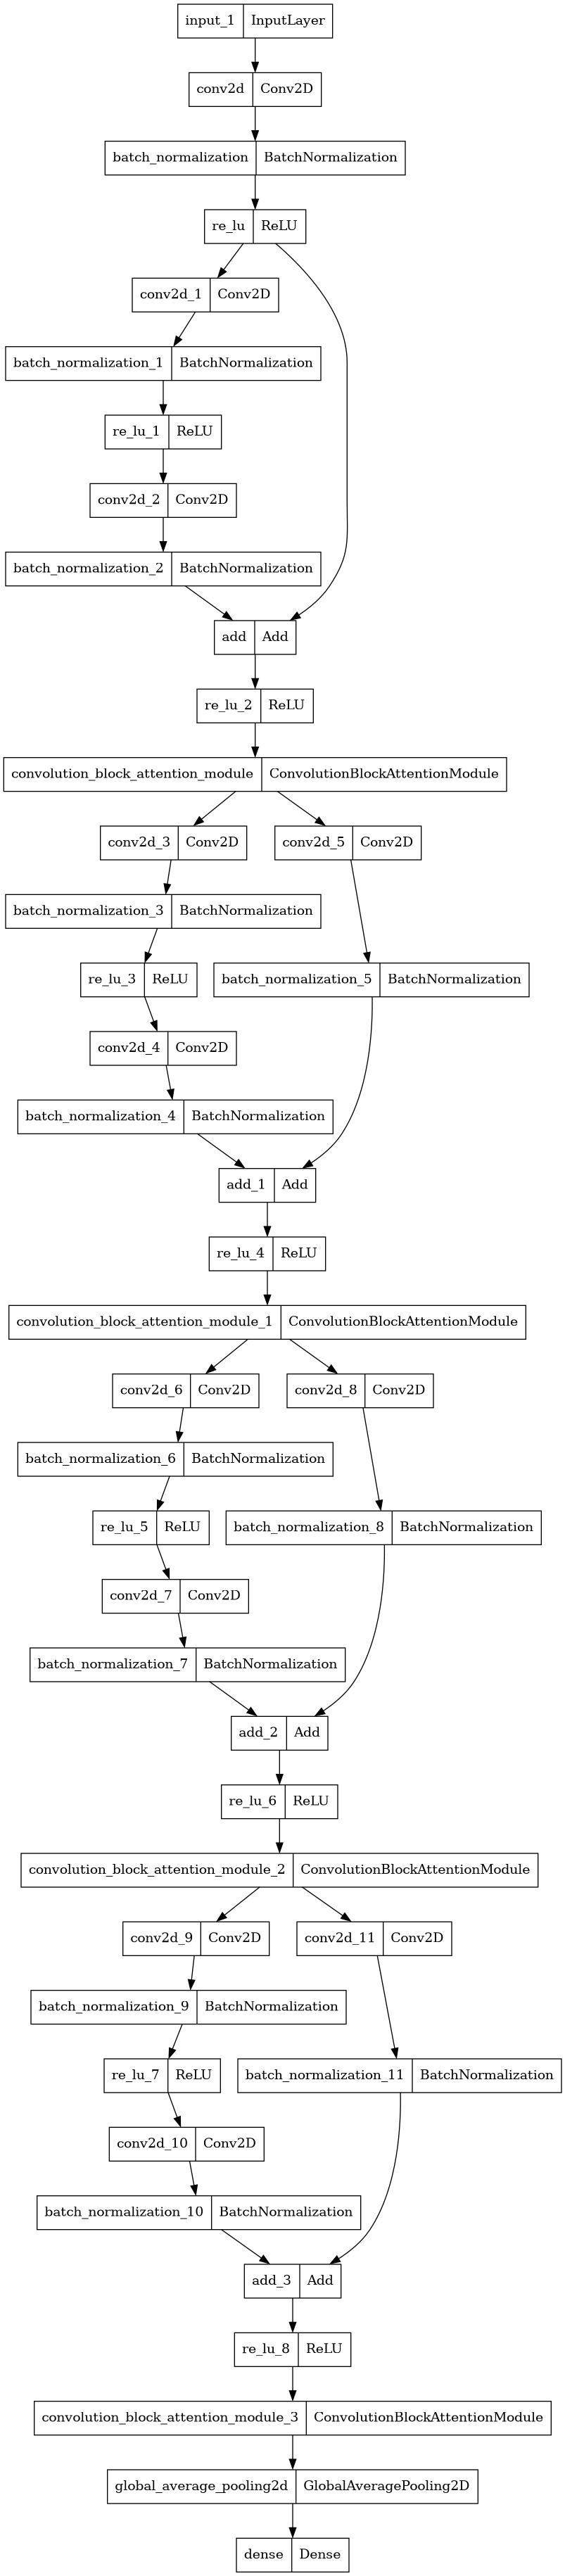 input_1 InputLayer
conv2d Conv2D
batch_normalization BatchNormalization
re_lu ReLU
conv2d_1 Conv2D
batch_normalization_1 BatchNormalization
re_lu_1 ReLU
conv2d_2 Conv2D
batch_normalization_2 BatchNormalization
add Add
re_lu_2 ReLU
convolution_block_attention_module ConvolutionBlockAttentionModule
conv2d_3 Conv2D conv2d_5 Conv2D
batch_normalization_3 BatchNormalization
re_lu_3 ReLU batch_normalization_5 BatchNormalization
conv2d_4 Conv2D
batch_normalization_4 BatchNormalization
add_1 Add
re_lu_4 ReLU
convolution_block_attention_module_1 ConvolutionBlockAttentionModule
conv2d_6 Conv2D conv2d_8 Conv2D
batch_normalization_6 BatchNormalization
re_lu_5 ReLU batch_normalization_8 BatchNormalization
conv2d_7 Conv2D
batch_normalization_7 BatchNormalization
add_2 Add
re_lu_6 ReLU
convolution_block_attention_module_2 ConvolutionBlockAttentionModule
conv2d_9 Conv2D conv2d_11 Conv2D
batch_normalization_9 BatchNormalization
re_lu_7 ReLU batch_normalization_11 BatchNormalization
conv2d_10 Conv2D
batch_normalization_10 BatchNormalization
add_3 Add
re_lu_8 ReLU
convolution_block_attention_module_3 ConvolutionBlockAttentionModule
global_average_pooling2d GlobalAveragePooling2D
dense Dense